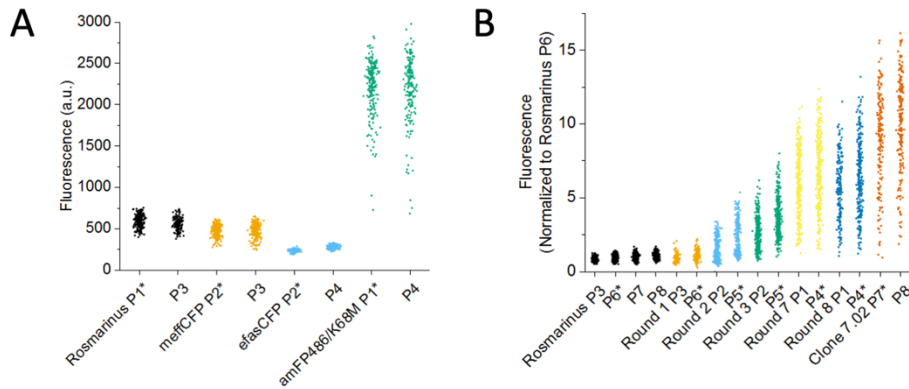 A
B
Fluorescence (a.u.)
3000
2500
2000
1500
1000
500
0
Rosmarinus P1*
P3
meffCFP P2*
P3
efasCFP P2*
P4
amFP486/K68M P1*
P4
Fluorescence
(Normalized to Rosmarinus P6)
15
10
5
0
Rosmarinus P3
P6*
P7
P8
Round 1 P3
P6*
Round 2 P2
P5*
Round 3 P2
P5*
Round 7 P1
P4*
Round 8 P1
P4*
Clone 7.02 P7*
P8